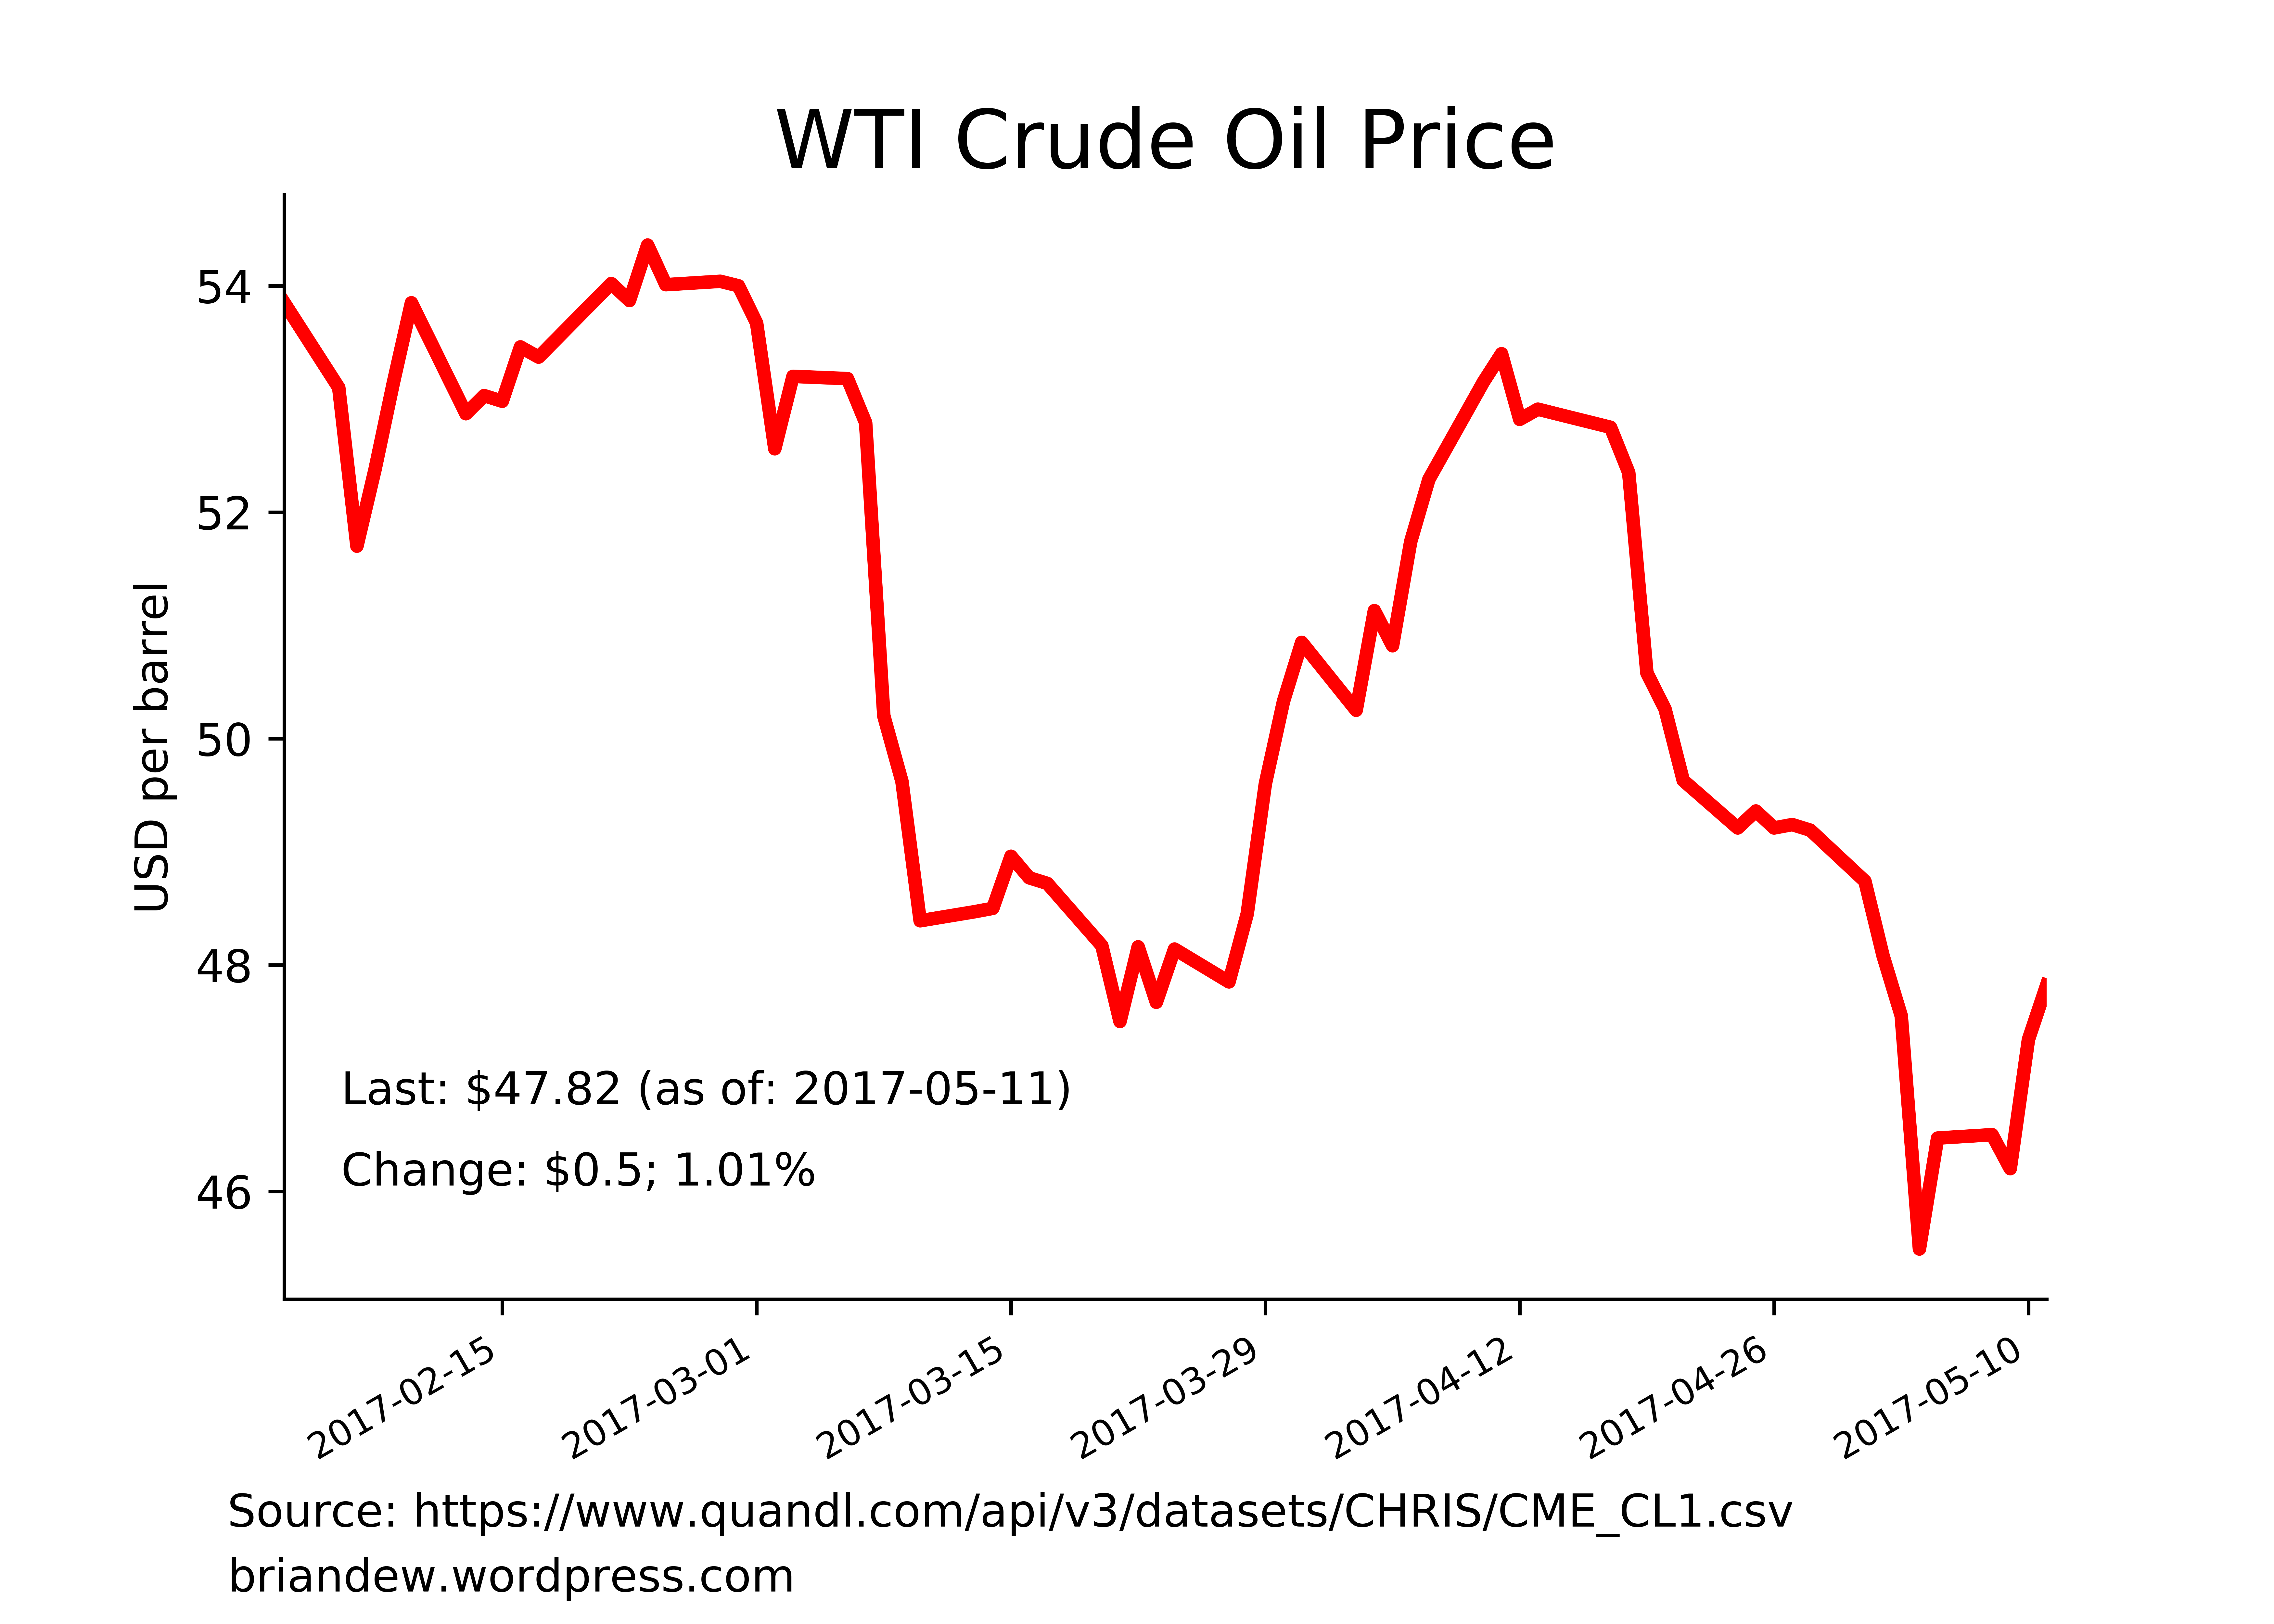 WTI Crude Oil Price
USD per barrel
54
52
50
48
46
Last: $47.82 (as of: 2017-05-11)
Change: $0.5; 1.01%
2017-02-15
2017-03-01
2017-03-15
2017-03-29
2017-04-12
2017-04-26
2017-05-10
Source: https://www.quandl.com/api/v3/datasets/CHRIS/CME_CL1.csv
briandew.wordpress.com